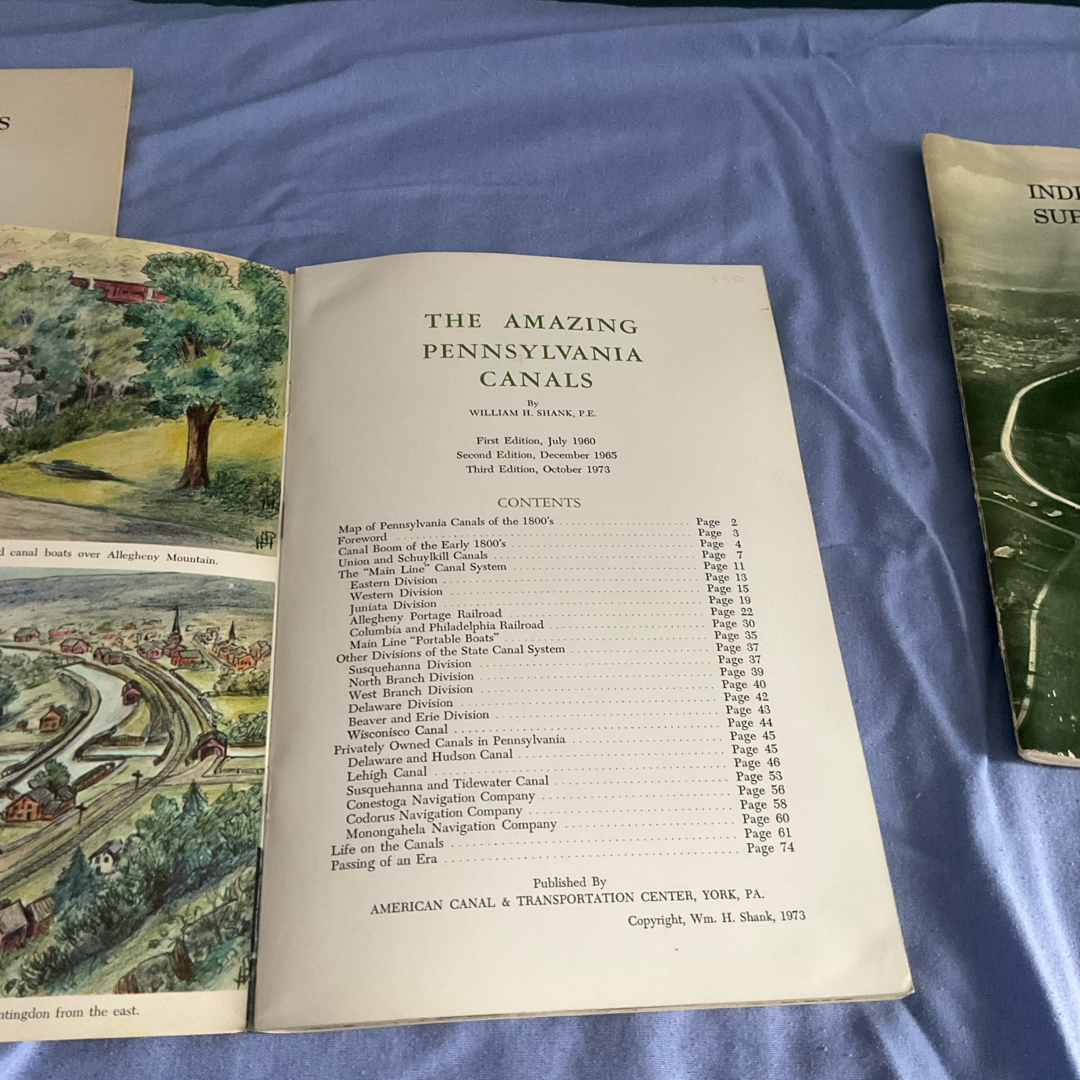 S
d canal boats over Allegheny Mountain.
ntingdon from the east.
THE AMAZING
PENNSYLVANIA
CANALS
By
WILLIAM H. SHANK, P.E.
First Edition, July 1960
Second Edition, December 1965
Third Edition, October 1973
CONTENTS
Map of Pennsylvania Canals of the 1800's Page 2
Foreword Page 3
Canal Boom of the Early 1800's Page 4
Union and Schuylkill Canals Page 7
The "Main Line" Canal System Page 11
Eastern Division Page 13
Western Division Page 15
Juniata Division Page 19
Allegheny Portage Railroad Page 22
Columbia and Philadelphia Railroad Page 30
Main Line "Portable Boats" Page 35
Other Divisions of the State Canal System Page 37
Susquehanna Division Page 37
North Branch Division Page 39
West Branch Division Page 40
Delaware Division Page 42
Beaver and Erie Division Page 43
Wisconisco Canal Page 44
Privately Owned Canals in Pennsylvania Page 45
Delaware and Hudson Canal Page 45
Lehigh Canal Page 46
Susquehanna and Tidewater Canal Page 53
Conestoga Navigation Company Page 56
Codorus Navigation Company Page 58
Monongahela Navigation Company Page 60
Life on the Canals Page 61
Passing of an Era Page 74
Published By
AMERICAN CANAL & TRANSPORTATION CENTER, YORK, PA.
Copyright, Wm. H. Shank, 1973
INDI
SUR